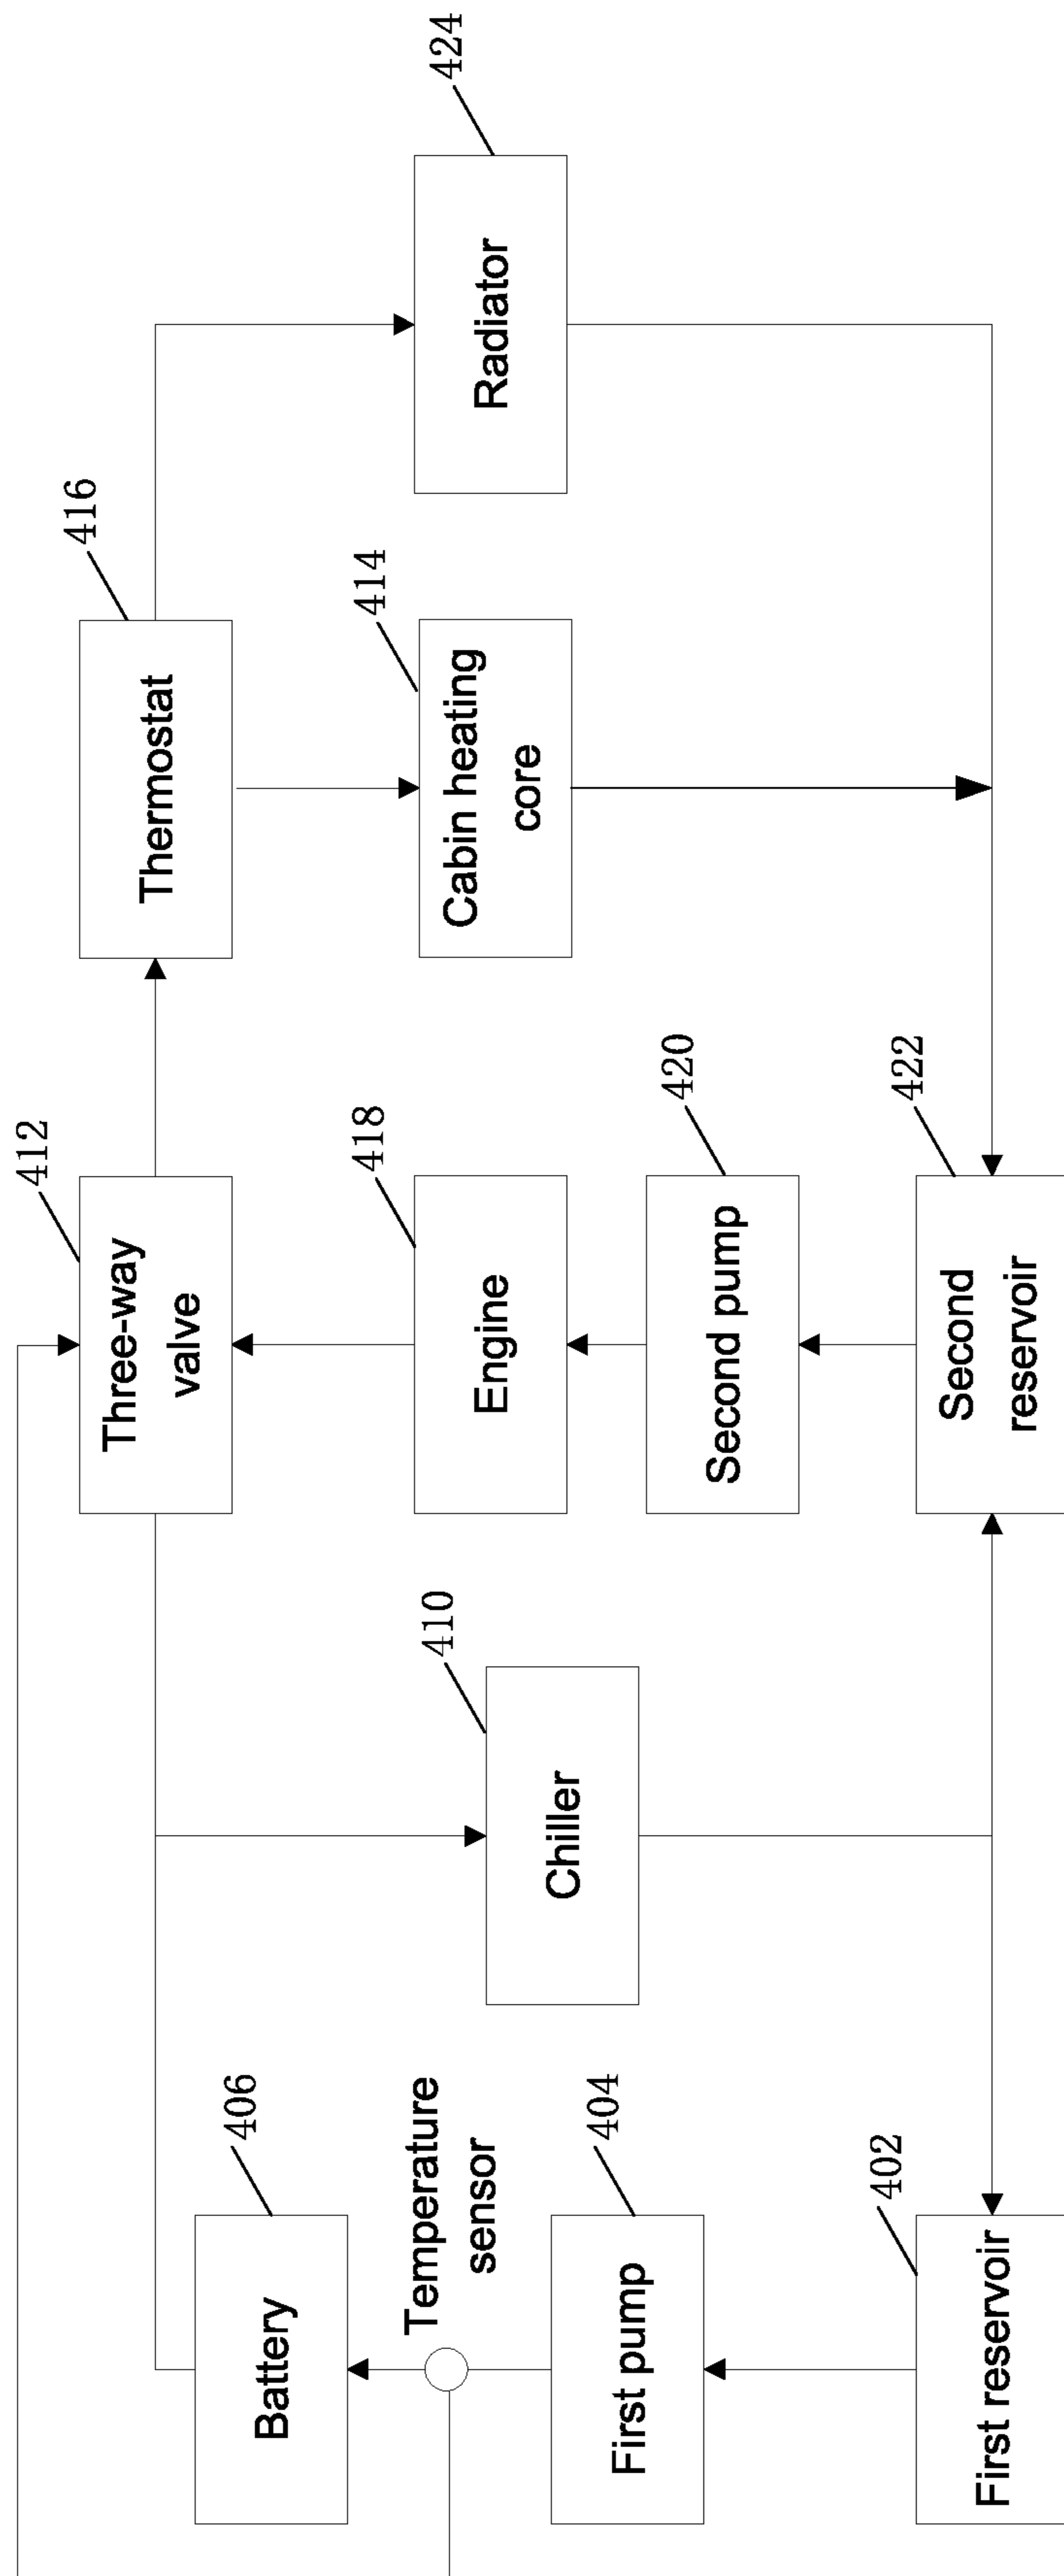 412
Three-way
valve
416
Thermostat
406
Battery
Temperature
sensor
404
First pump
402
First reservoir
410
Chiller
418
Engine
420
Second pump
422
Second
reservoir
414
Cabin heating
core
424
Radiator